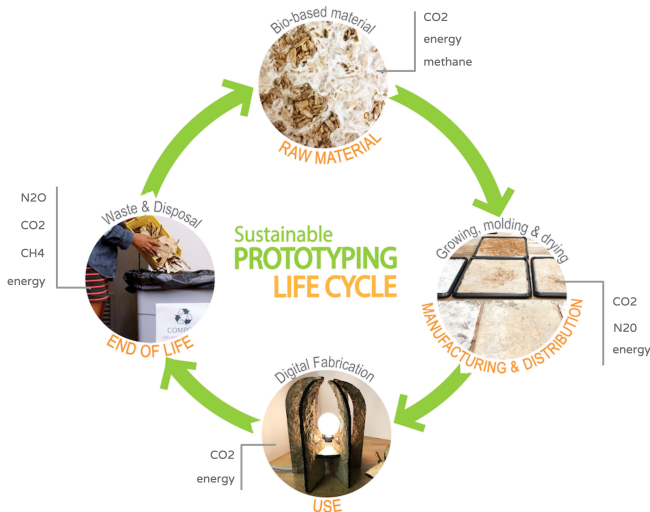 Bio-based material
RAW MATERIAL
CO2
energy
methane
Growing, molding & drying
MANUFACTURING & DISTRIBUTION
CO2
N20
energy
Sustainable
PROTOTYPING
LIFE CYCLE
Waste & Disposal
END OF LIFE
N2O
CO2
CH4
energy
Digital Fabrication
USE
CO2
energy